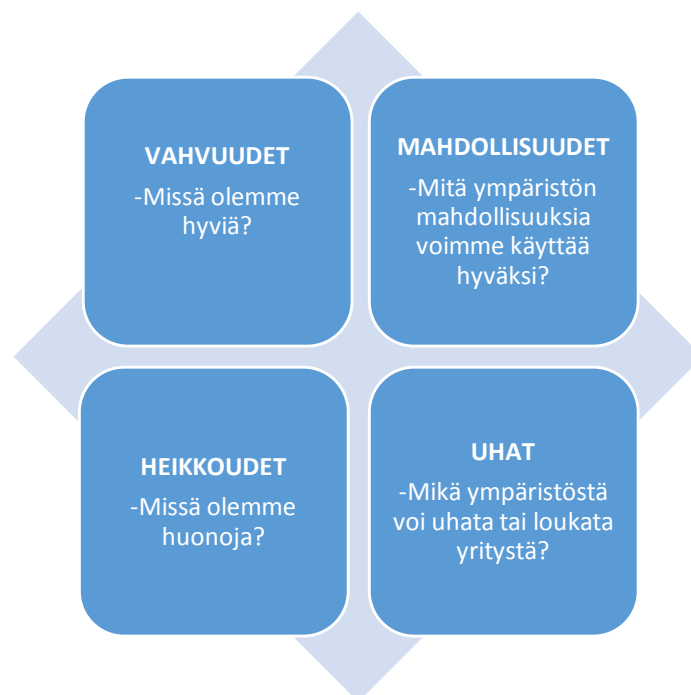 VAHVUUDET
-Missä olemme
hyviä?
MAHDOLLISUUDET
-Mitä ympäristön
mahdollisuuksia
voimme käyttää
hyväksi?
HEIKKOUDET
-Missä olemme
huonoja?
UHAT
-Mikä ympäristöstä
voi uhata tai loukata
yritystä?